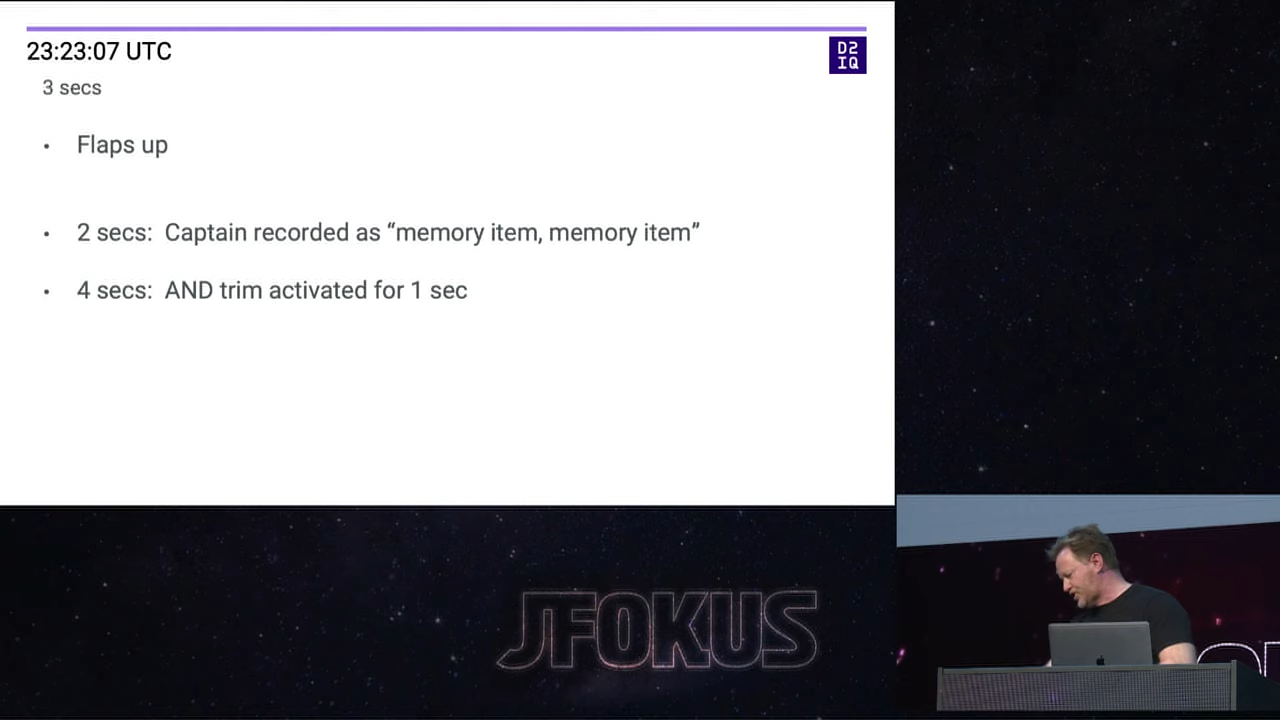 23:23:07 UTC
D2
IQ
3 secs
• Flaps up
• 2 secs: Captain recorded as “memory item, memory item”
• 4 secs: AND trim activated for 1 sec
JFOKUS